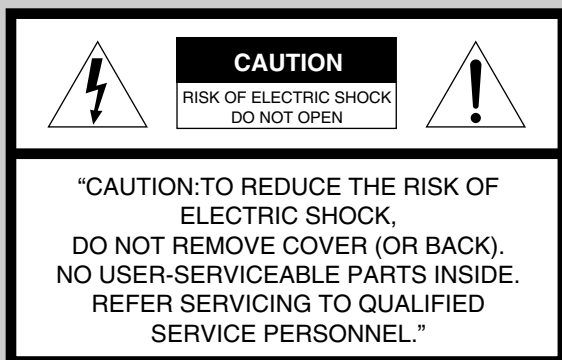 CAUTION
RISK OF ELECTRIC SHOCK
DO NOT OPEN
“CAUTION:TO REDUCE THE RISK OF
ELECTRIC SHOCK,
DO NOT REMOVE COVER (OR BACK).
NO USER-SERVICEABLE PARTS INSIDE.
REFER SERVICING TO QUALIFIED
SERVICE PERSONNEL.”